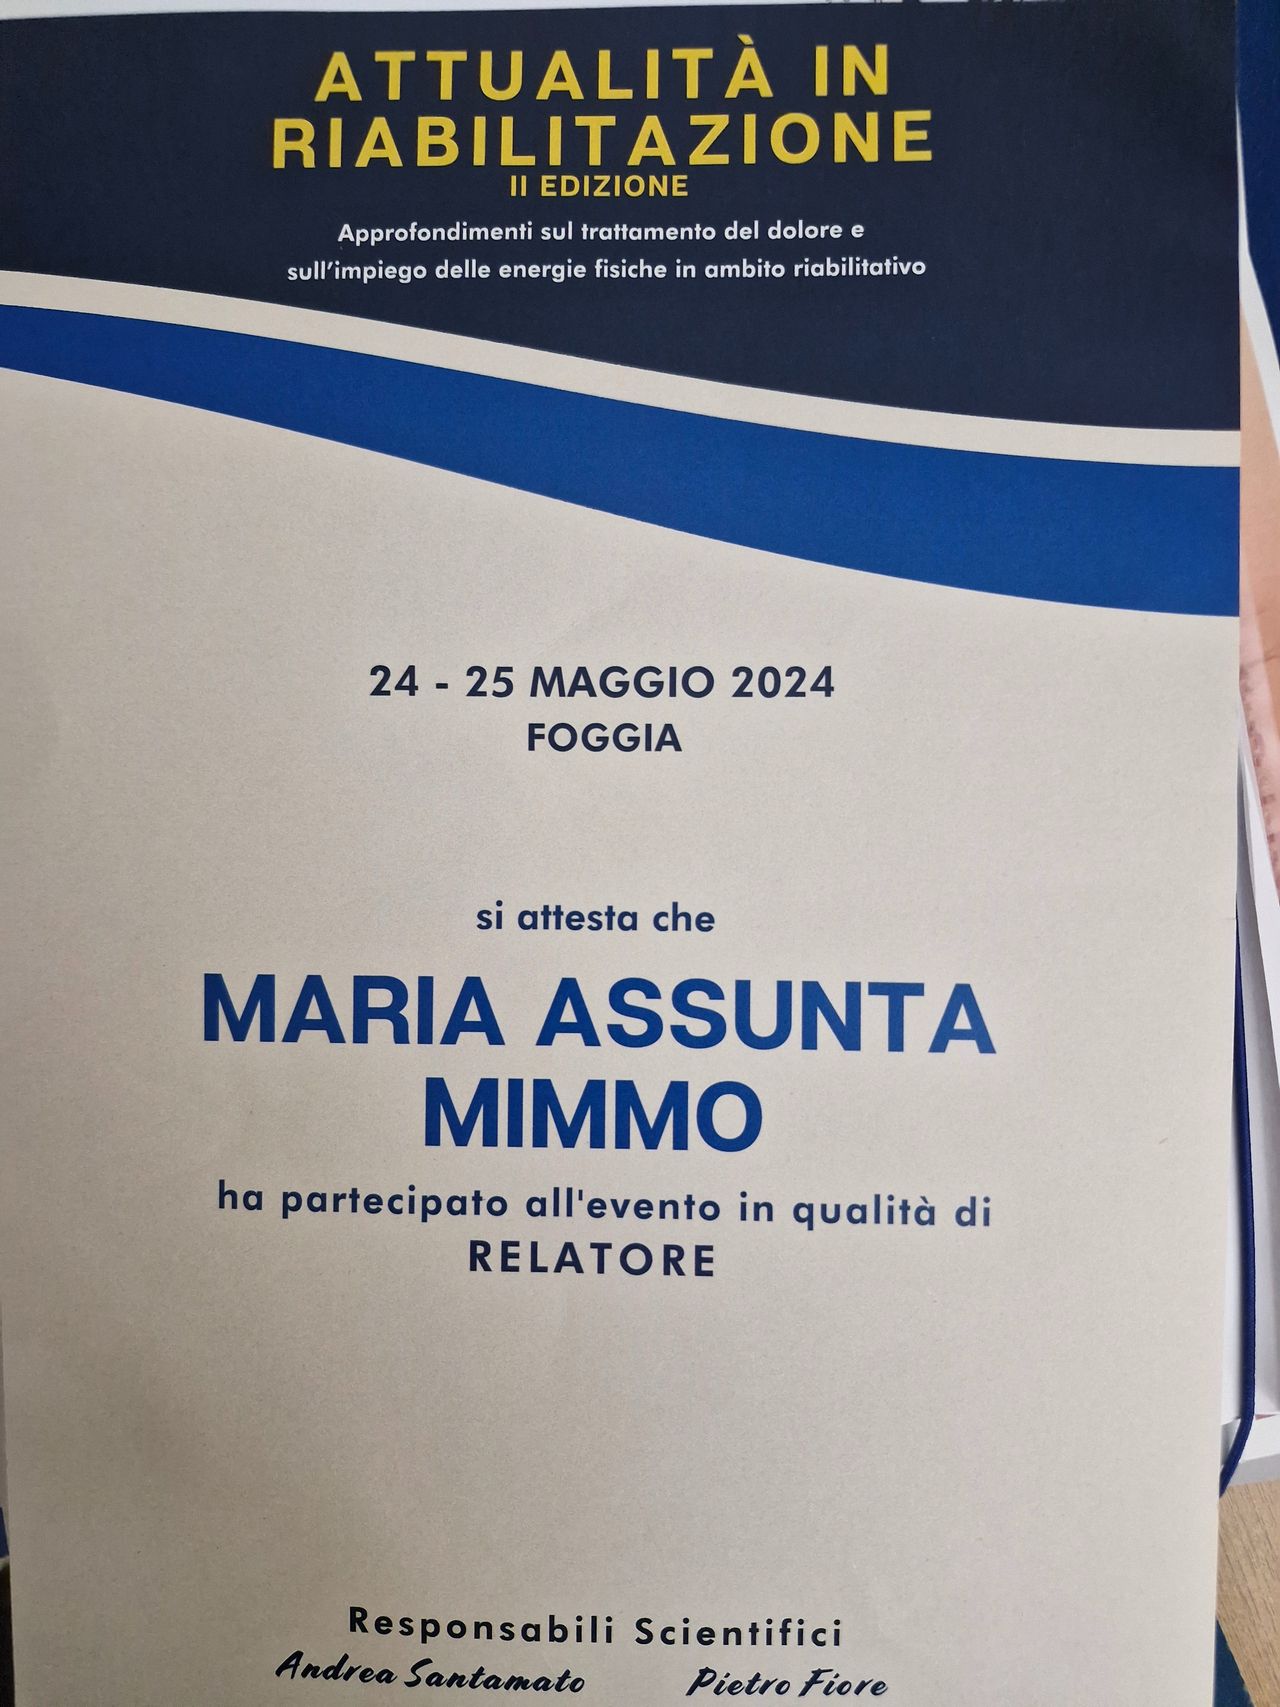 ATTUALITÀ IN
RIABILITAZIONE
II EDIZIONE
Approfondimenti sul trattamento del dolore e
sull'impiego delle energie fisiche in ambito riabilitativo
24 - 25 MAGGIO 2024
FOGGIA
si attesta che
MARIA ASSUNTA
MIMMO
ha partecipato all'evento in qualità di
RELATORE
Responsabili Scientifici
Andrea Santamato Pietro Fiore